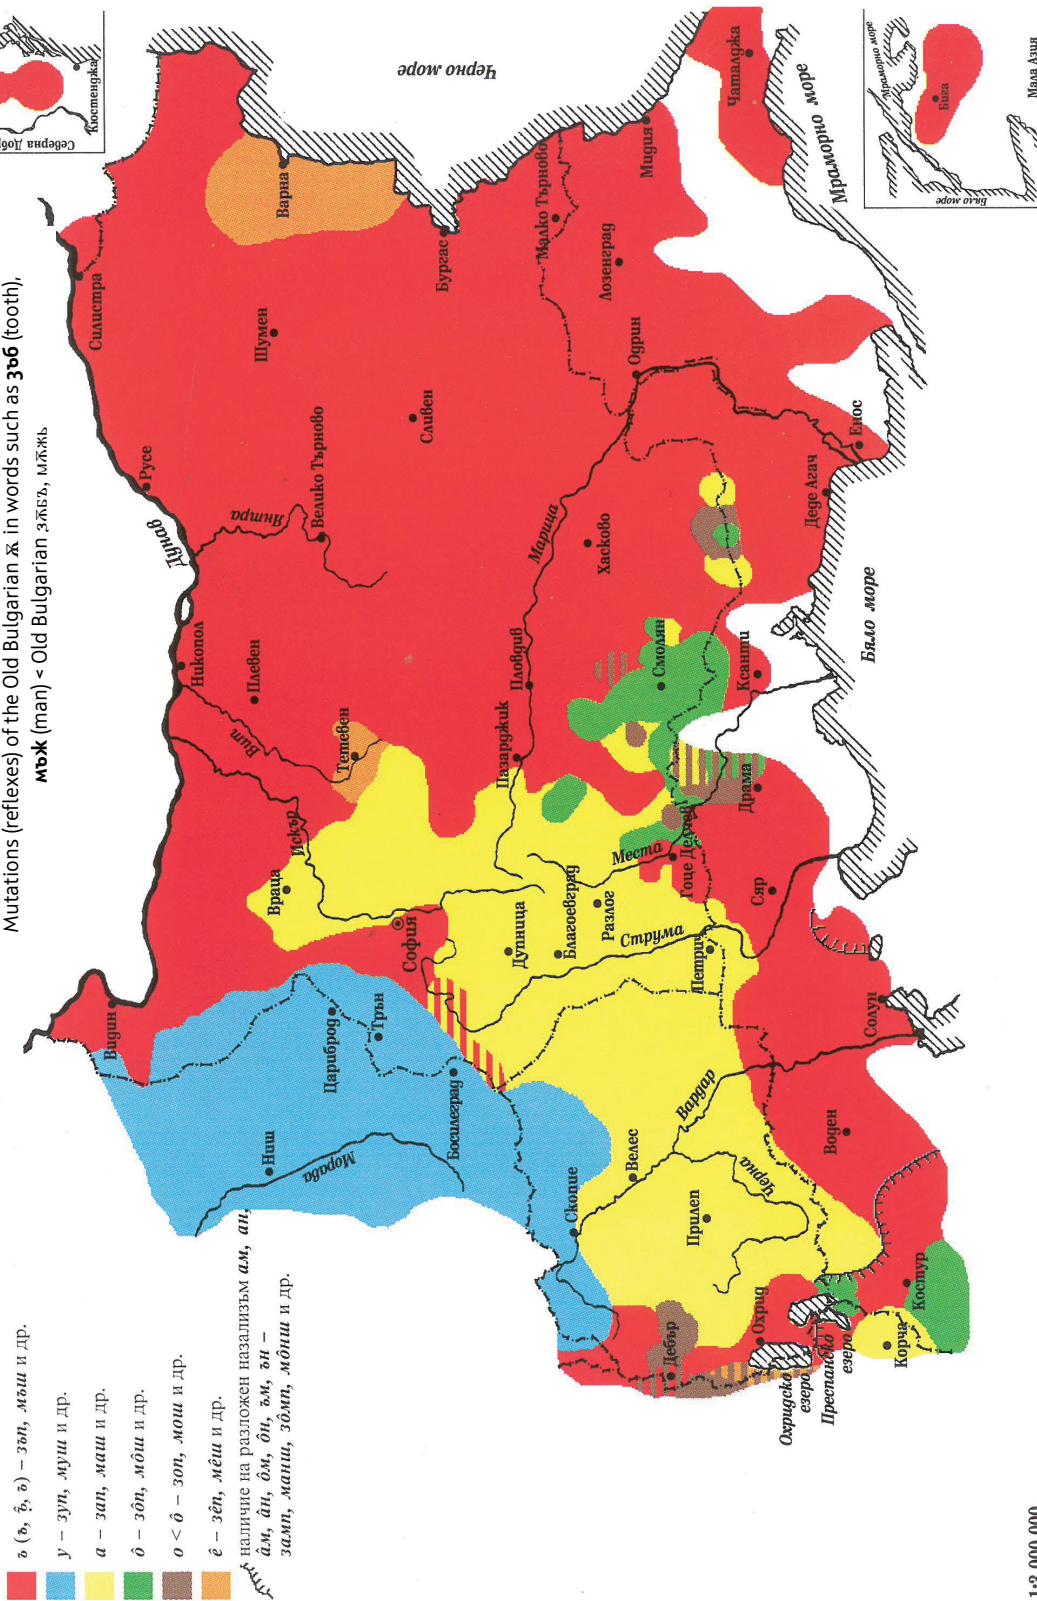 Mutations (reflexes) of the Old Bulgarian ѫ in words such as зъб (tooth),
мъж (man) < Old Bulgarian зѫбъ, мѫжь
ъ (ь, ŷ, ъ) – зъп, мъш и др.
у – зуп, муш и др.
а – зап, маш и др.
ô – зôп, мôш и др.
о < ô – зоп, мош и др.
ê – зêп, мêш и др.
наличие на разложен назализъм ам, ан,
âм, âн, ôм, ôн, ъм, ън –
замп, манш, зôмп, мôнш и др.
Северна
Кюстенджа
Черно море
Мраморно море
Бяло море
Мраморно море
Бига
Бяло море
Мала Азия
Дунав
Видин
Никопол
Русе
Силистра
Плевен
Янтра
Велико Търново
Шумен
Варна
Вит
Искър
Враца
Тетевен
Сливен
Бургас
София
Цариброд
Трън
Ниш
Морава
Босилеград
Пазарджик
Пловдив
Марица
Хасково
Одрин
Малко Търново
Лозенград
Мидия
Чаталджа
Дупница
Благоевград
Разлог
Места
Струма
Гоце Делчев
Петрич
Смолян
Ксанти
Драма
Сяр
Деде Агач
Енос
Солун
Скопие
Велес
Вардар
Прилеп
Черна
Воден
Дебър
Охрид
Охридско
езеро
Преспанско
езеро
Корча
Костур